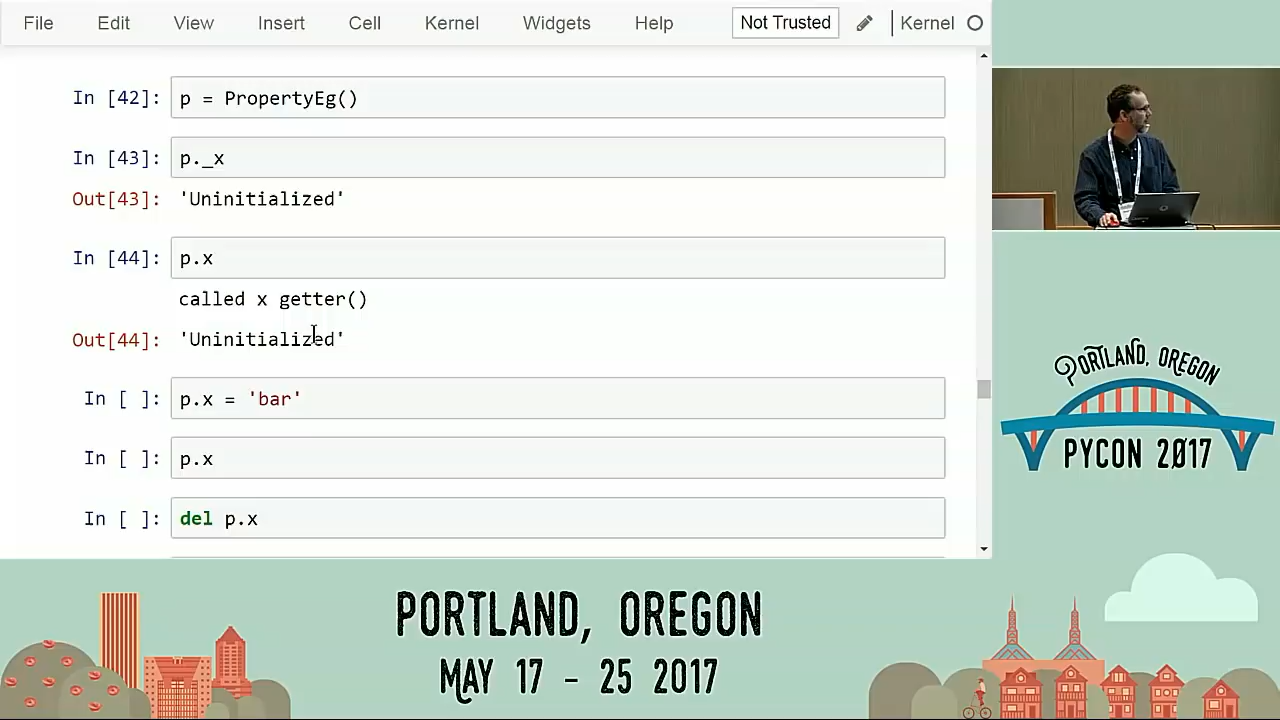 File Edit View Insert Cell Kernel Widgets Help Not Trusted Kernel
In [42]: p = PropertyEg()
In [43]: p._x
Out[43]: 'Uninitialized'
In [44]: p.x
called x getter()
Out[44]: 'Uninitialized'
In [ ]: p.x = 'bar'
In [ ]: p.x
In [ ]: del p.x
PORTLAND, OREGON
PYCON 2017
PORTLAND, OREGON
MAY 17 - 25 2017